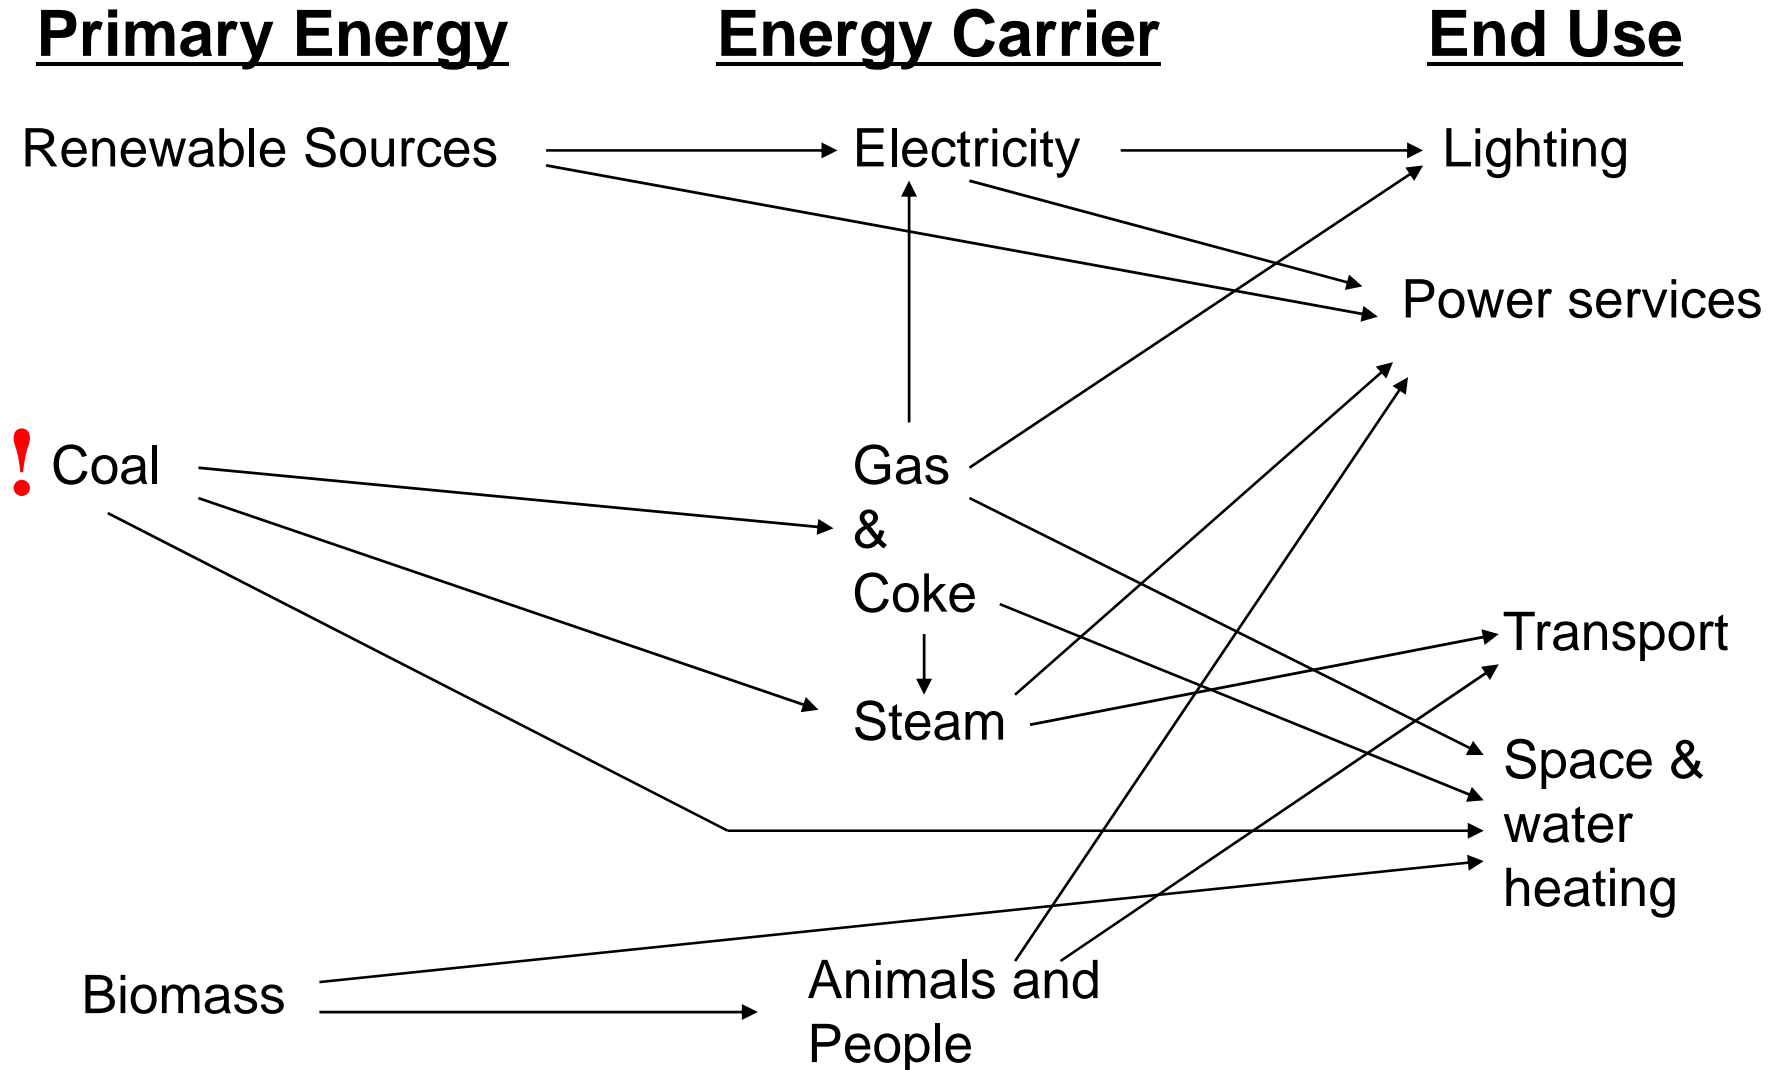 Primary Energy
Energy Carrier
End Use
Renewable Sources
Electricity
Lighting
Power services
! Coal
Gas
&
Coke
Steam
Transport
Space &
water
heating
Biomass
Animals and
People